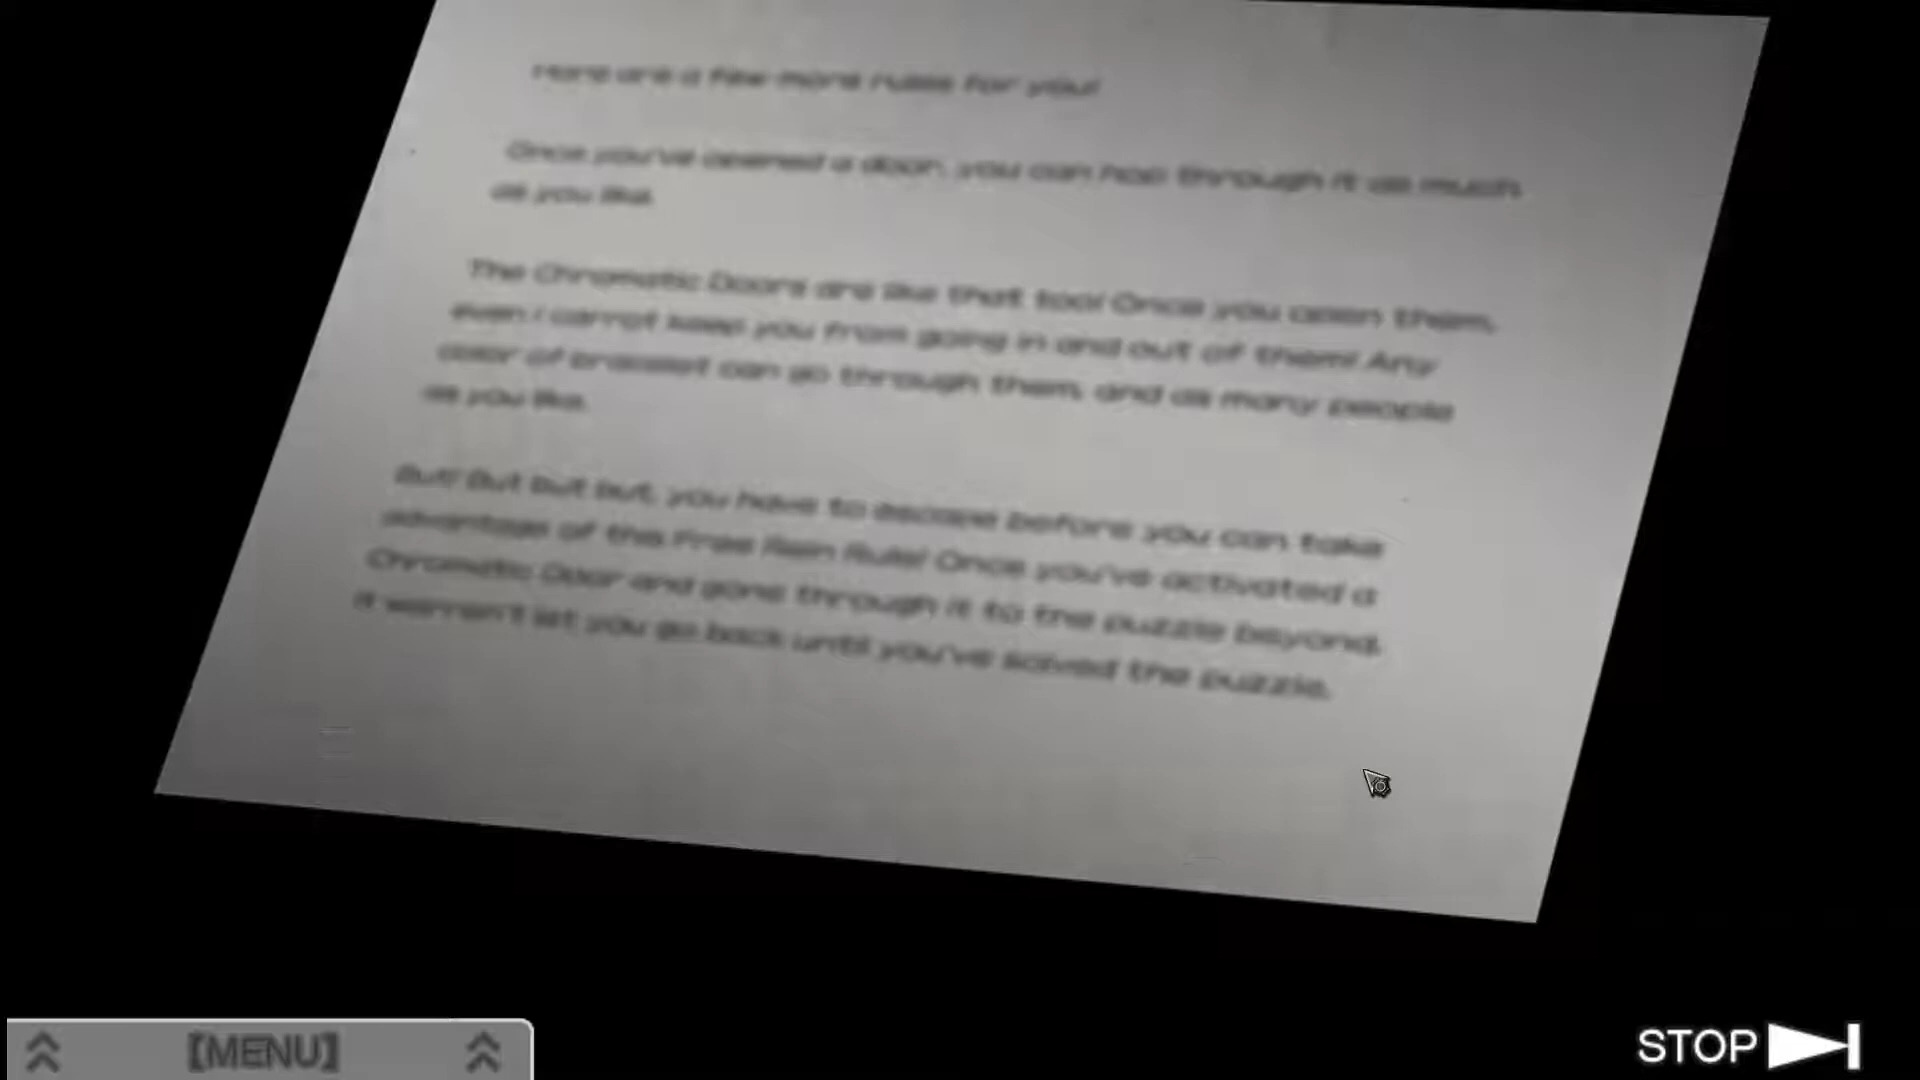 Here are a few more rules for you!
Once you've opened a door, you can hop through it as much
as you like.
The Chromatic Doors are like that too! Once you open them,
even I cannot keep you from going in and out of them! Any
color of bracelet can go through them, and as many people
as you like.
But! But but but, you have to escape before you can take
advantage of this Free Rein Rule! Once you've activated a
Chromatic Door and gone through it to the puzzle beyond,
it won't let you go back until you've solved the puzzle.
【MENU】
STOP